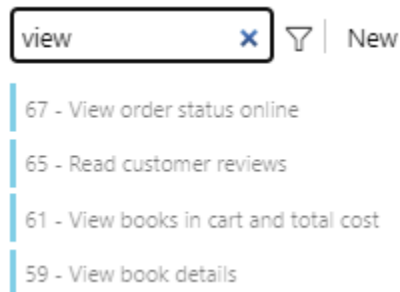 view New
67 - View order status online
65 - Read customer reviews
61 - View books in cart and total cost
59 - View book details